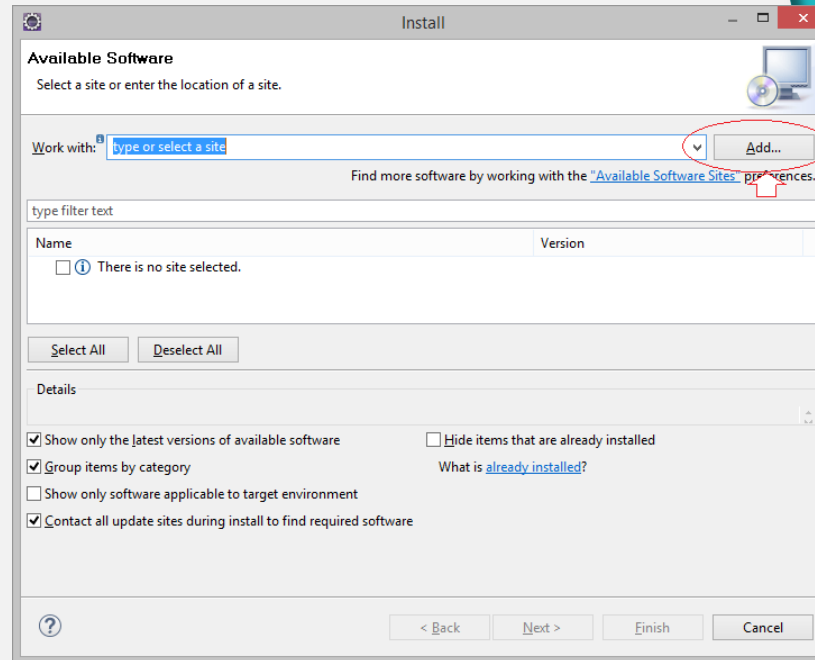 Install
Available Software
Select a site or enter the location of a site.
Work with: type or select a site Add...
Find more software by working with the "Available Software Sites" preferences.
type filter text
Name Version
There is no site selected.
Select All Deselect All
Details
Show only the latest versions of available software Hide items that are already installed
Group items by category What is already installed?
Show only software applicable to target environment
Contact all update sites during install to find required software
? < Back Next > Finish Cancel